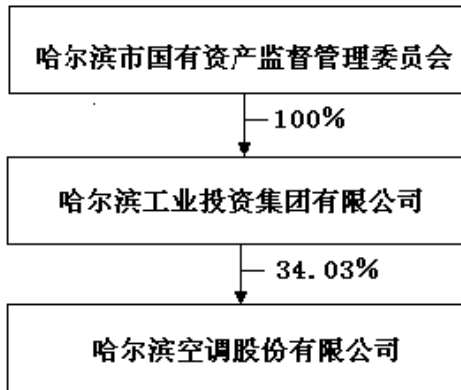 哈尔滨市国有资产监督管理委员会
100%
哈尔滨工业投资集团有限公司
34.03%
哈尔滨空调股份有限公司